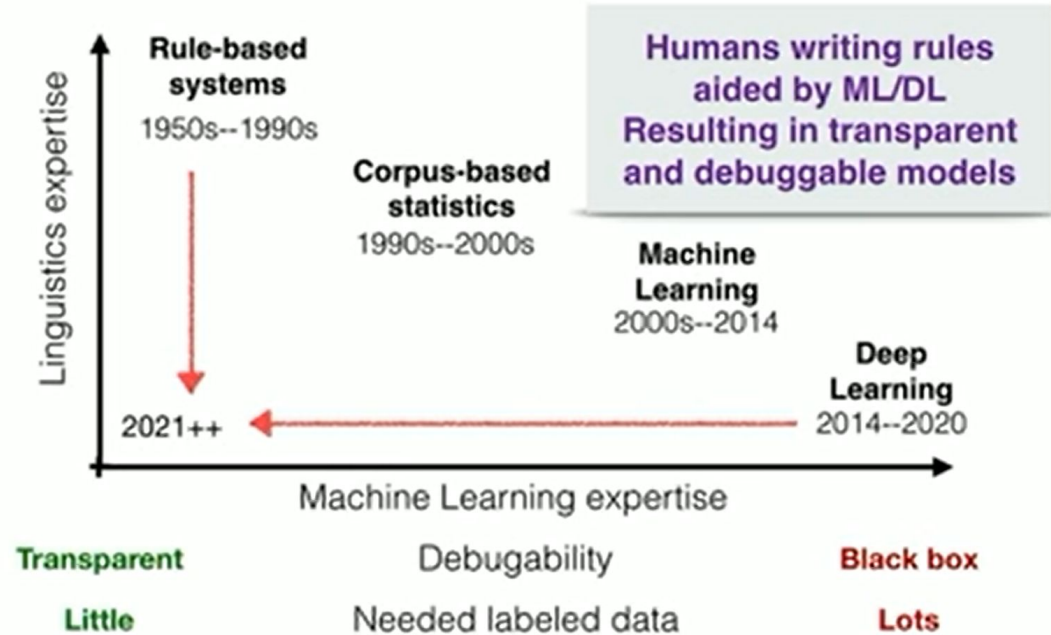 Rule-based
systems
1950s--1990s
Humans writing rules
aided by ML/DL
Resulting in transparent
and debuggable models
Corpus-based
statistics
1990s--2000s
Machine
Learning
2000s--2014
Deep
Learning
2014--2020
2021++
Linguistics expertise
Machine Learning expertise
Transparent Debugability Black box
Little Needed labeled data Lots